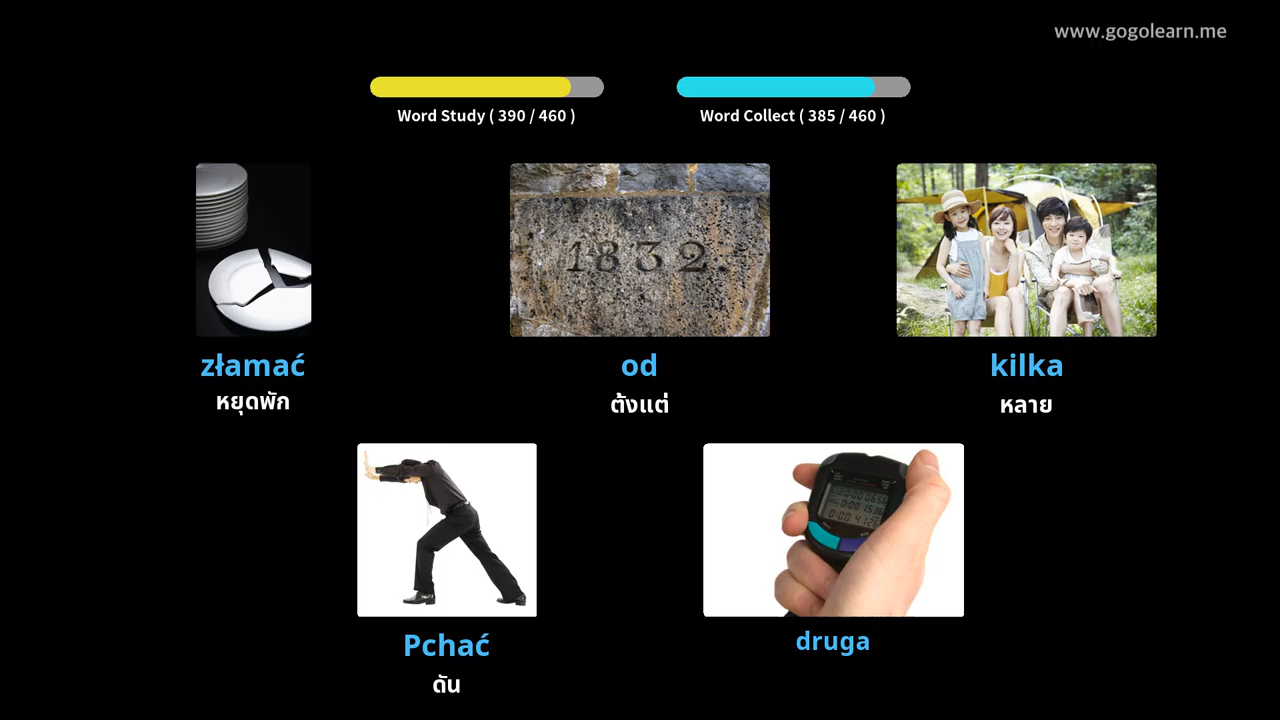 www.gogolearn.me
Word Study ( 390 / 460 )
Word Collect ( 385 / 460 )
1832.
złamać
หยุดพัก
od
ตั้งแต่
kilka
หลาย
Pchać
ดัน
druga